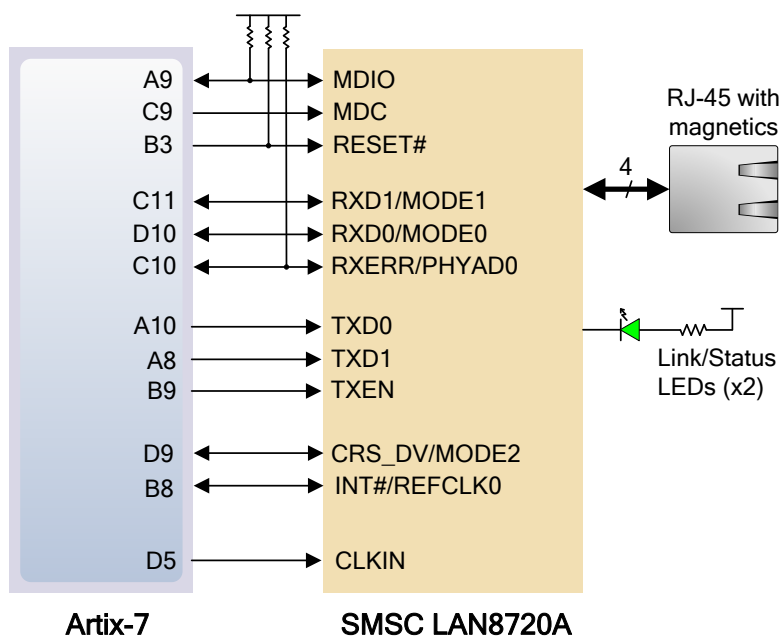 A9 MDIO
C9 MDC
B3 RESET#
C11 RXD1/MODE1
D10 RXD0/MODE0
C10 RXERR/PHYAD0
A10 TXD0
A8 TXD1
B9 TXEN
D9 CRS_DV/MODE2
B8 INT#/REFCLK0
D5 CLKIN
RJ-45 with
magnetics
4
Link/Status
LEDs (x2)
Artix-7
SMSC LAN8720A